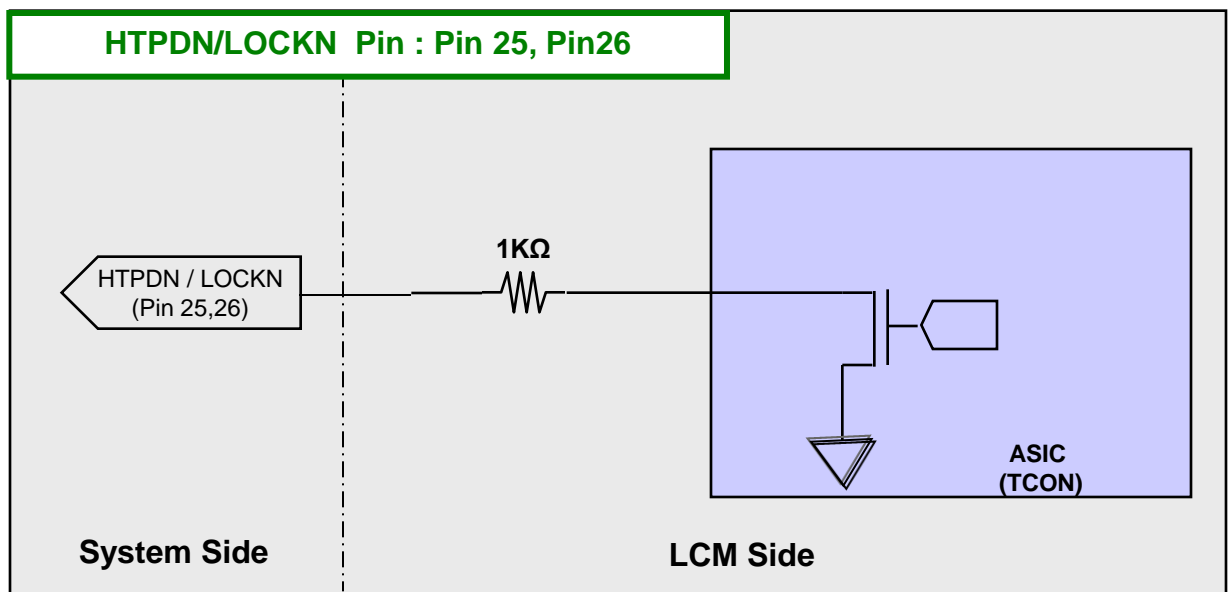 HTPDN/LOCKN Pin : Pin 25, Pin26
1KΩ
HTPDN / LOCKN
(Pin 25,26)
ASIC
(TCON)
System Side
LCM Side